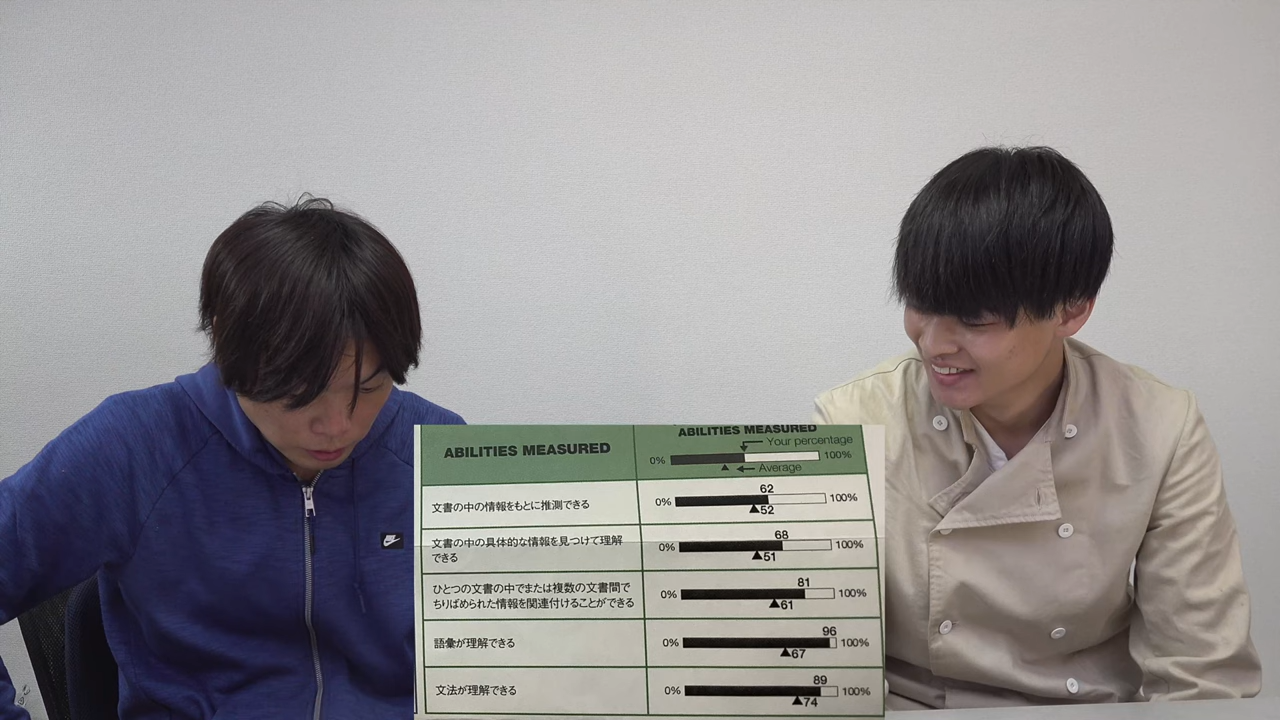 ABILITIES MEASURED
ABILITIES MEASURED
Your percentage
0% 100%
Average
文書の中の情報をもとに推測できる
62
0% 100%
▲52
文書の中の具体的な情報を見つけて理解
できる
68
0% 100%
▲51
ひとつの文書の中でまたは複数の文書間で
ちりばめられた情報を関連付けることができる
81
0% 100%
▲61
語彙が理解できる
96
0% 100%
▲67
文法が理解できる
89
0% 100%
▲74